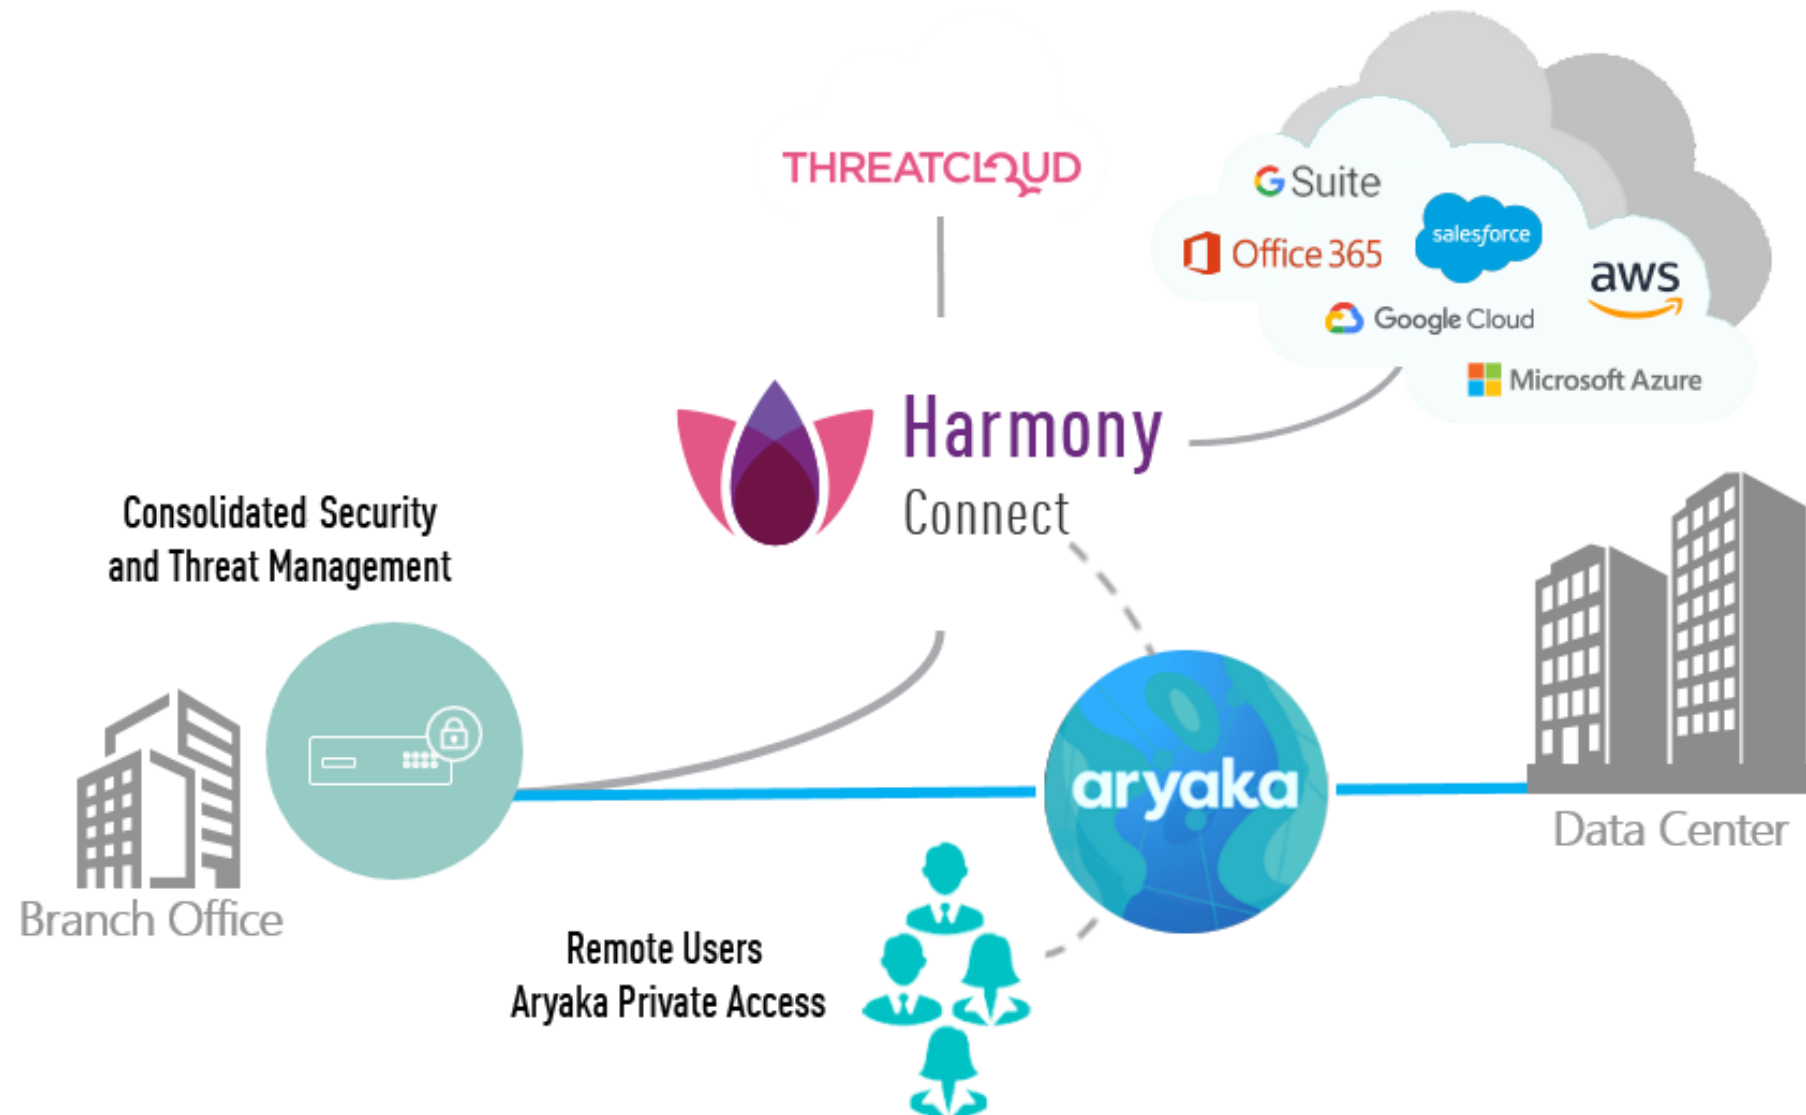 THREATCLOUD
G Suite
Office 365
salesforce
aws
Google Cloud
Microsoft Azure
Harmony
Connect
Consolidated Security
and Threat Management
aryaka
Data Center
Branch Office
Remote Users
Aryaka Private Access